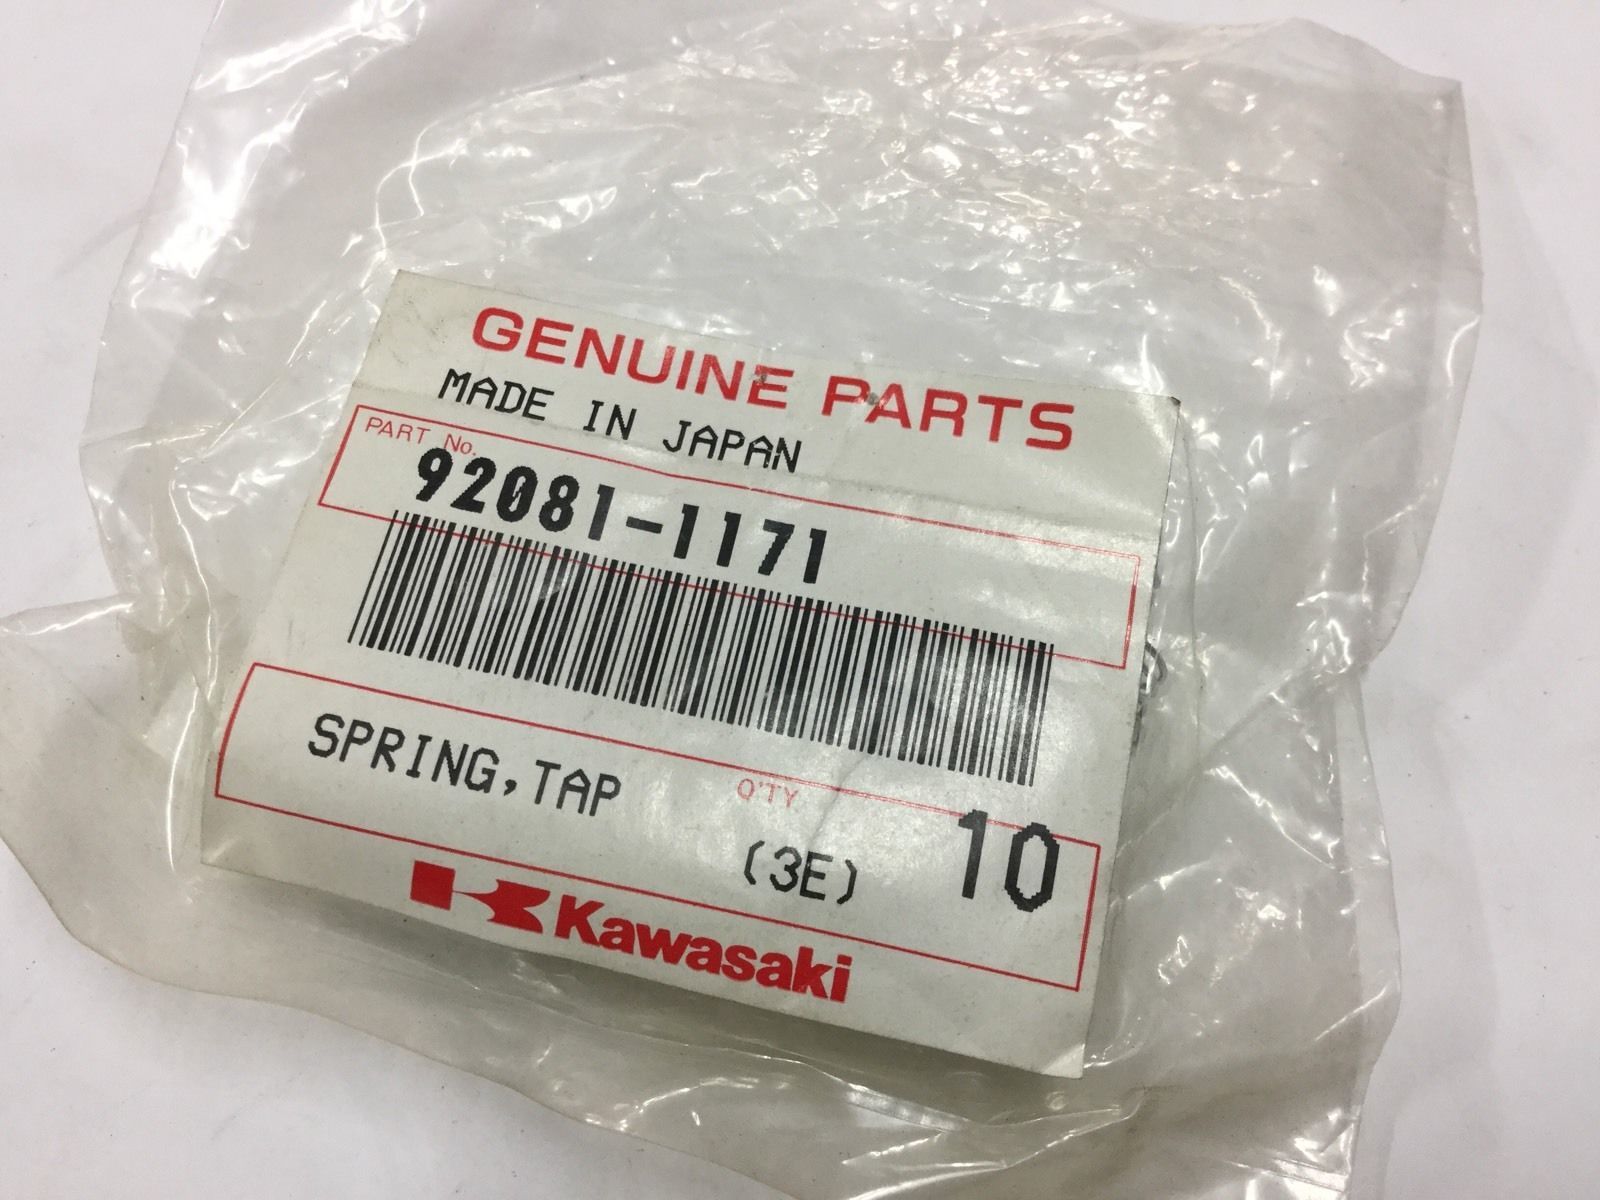 GENUINE PARTS
MADE IN JAPAN
PART No.
92081-1171
SPRING,TAP
Q'TY
10
(3E)
Kawasaki